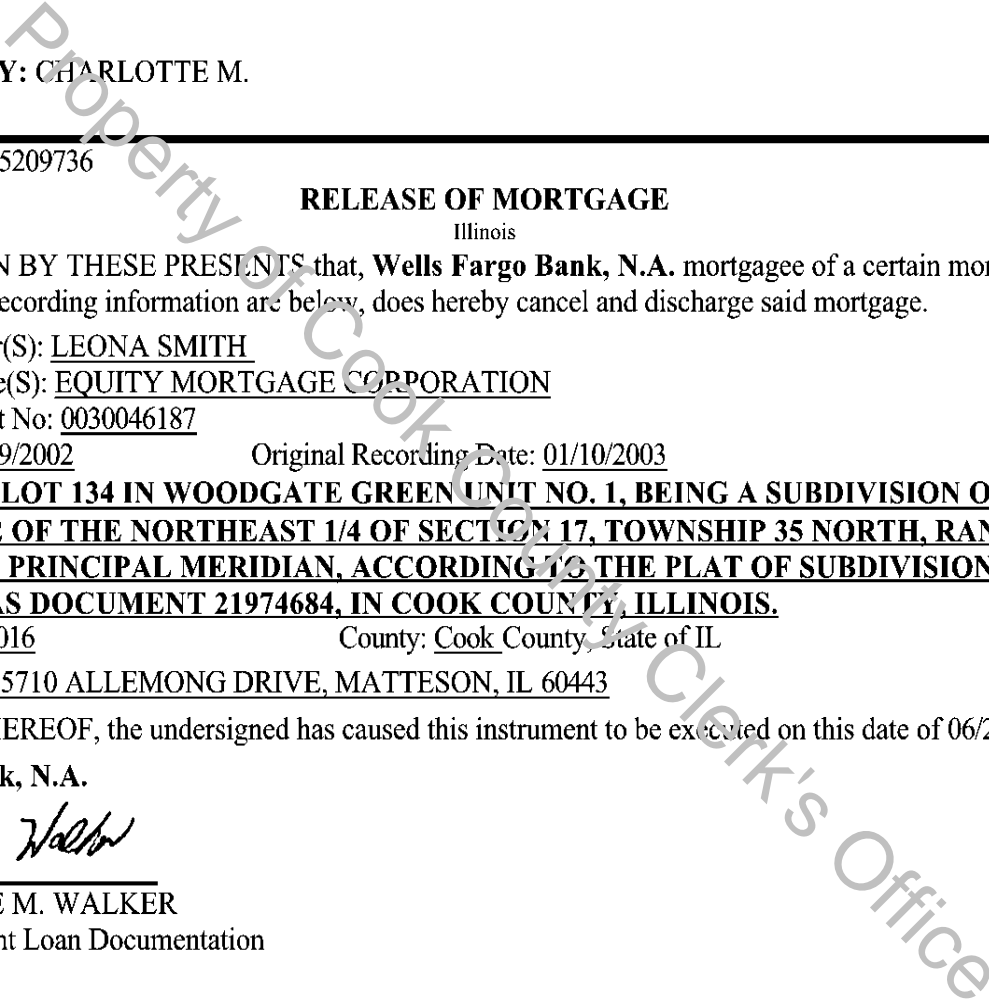 Y: CHARLOTTE M.
5209736
RELEASE OF MORTGAGE
Illinois
N BY THESE PRESENTS that, Wells Fargo Bank, N.A. mortgagee of a certain mor
ecording information are below, does hereby cancel and discharge said mortgage.
r(S): LEONA SMITH
e(S): EQUITY MORTGAGE CORPORATION
t No: 0030046187
9/2002 Original Recording Date: 01/10/2003
LOT 134 IN WOODGATE GREEN UNIT NO. 1, BEING A SUBDIVISION O
E OF THE NORTHEAST 1/4 OF SECTION 17, TOWNSHIP 35 NORTH, RAN
PRINCIPAL MERIDIAN, ACCORDING TO THE PLAT OF SUBDIVISION
AS DOCUMENT 21974684, IN COOK COUNTY, ILLINOIS.
016 County: Cook County, State of IL
5710 ALLEMONG DRIVE, MATTESON, IL 60443
HEREOF, the undersigned has caused this instrument to be executed on this date of 06/2
k, N.A.
Walker
E M. WALKER
nt Loan Documentation
Property of Cook County Clerk's Office